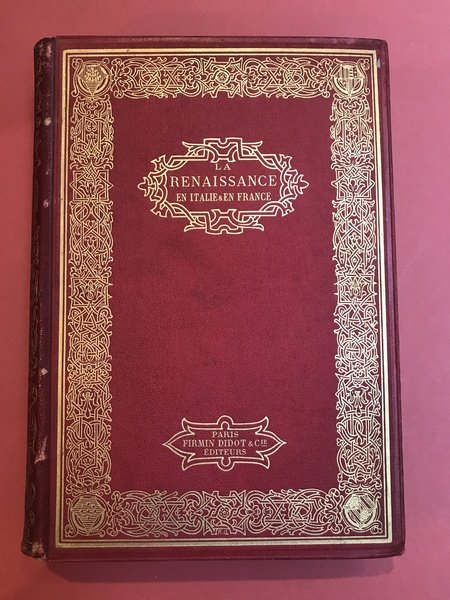 LA
RENAISSANCE
EN ITALIE & EN FRANCE
PARIS
FIRMIN DIDOT & CIE
ÉDITEURS